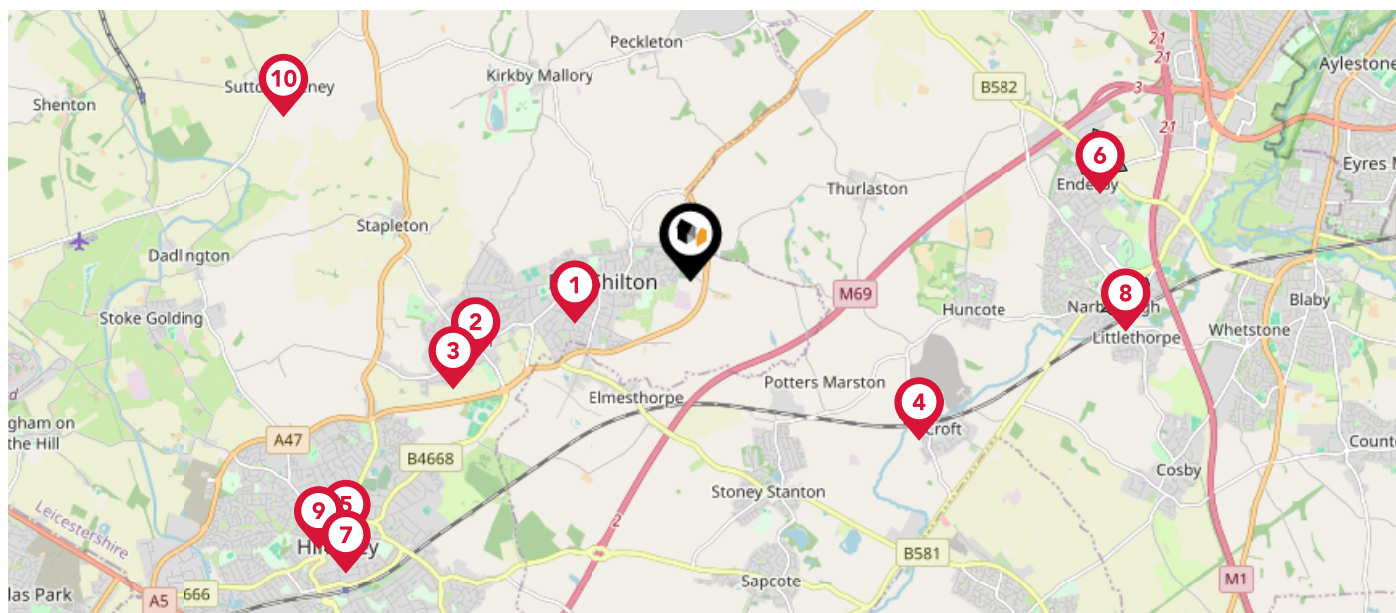 Peckleton
21
21
Aylestone
Kirkby Mallory
3
B582
10
Shenton
21
6
Eyres
Thurlaston
Stapleton
Dadlington
1
M69
8
Huncote
Blaby
Stoke Golding
2
Whetstone
Littlethorpe
3
Potters Marston
Elmesthorpe
4
Croft
gham on
the Hill
A47
B4668
Cosby
Stoney Stanton
Leicestershire
5
9
2
7
B581
Sapcote
M1
las Park
A5
666